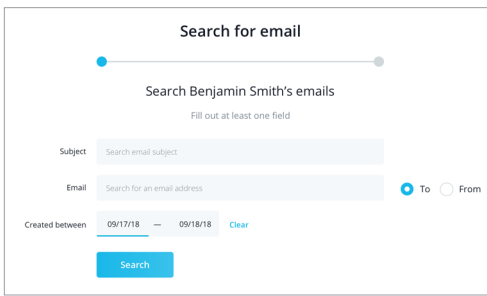 Search for email
Search Benjamin Smith's emails
Fill out at least one field
Subject Search email subject
Email Search for an email address To From
Created between 09/17/18 — 09/18/18 Clear
Search